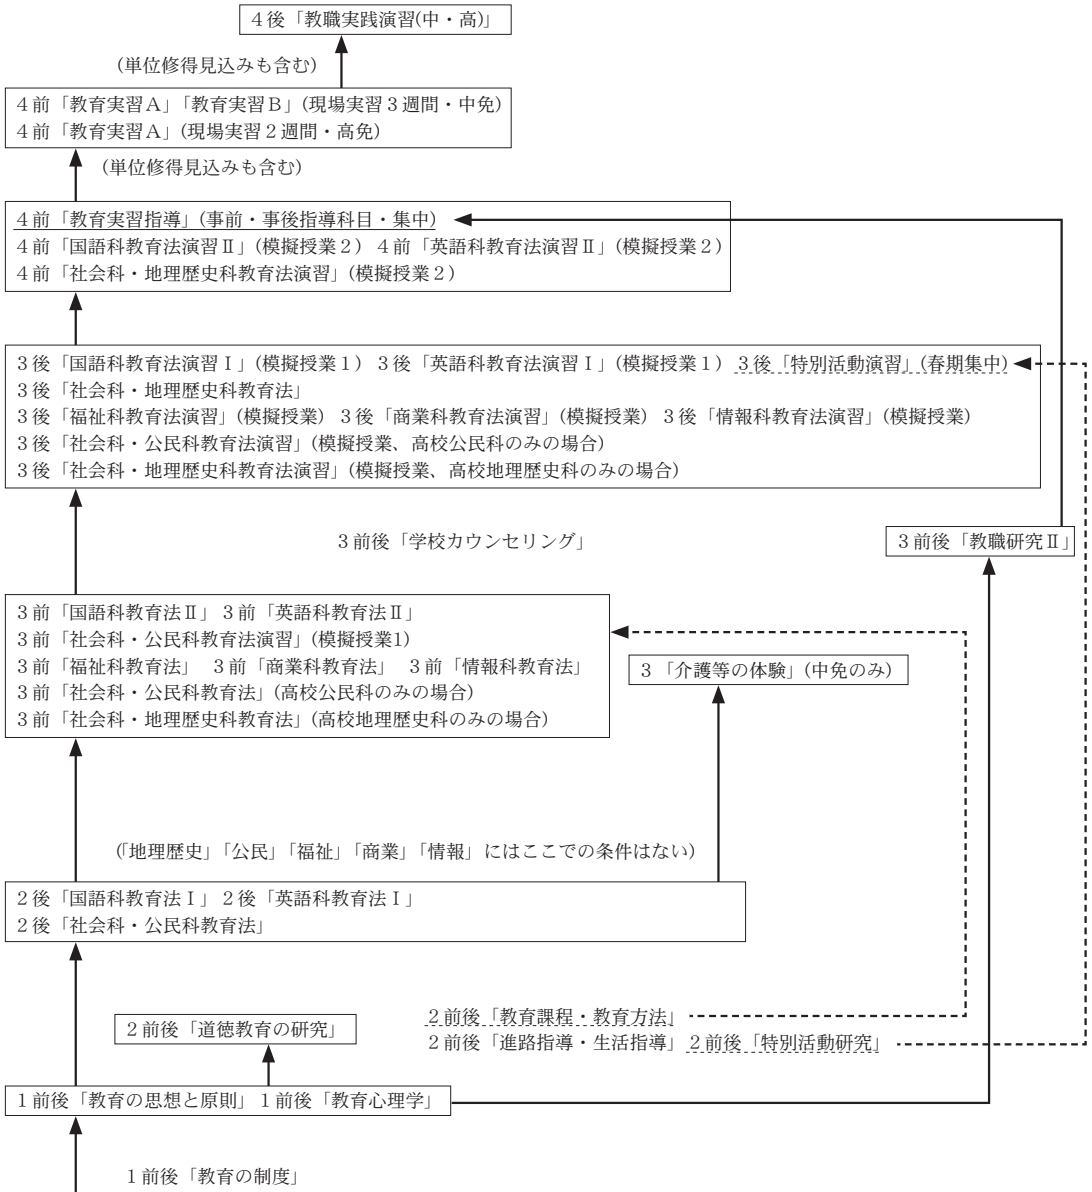 ４後「教職実践演習(中・高)」
(単位修得見込みも含む)
４前「教育実習Ａ」「教育実習Ｂ」(現場実習３週間・中免)
４前「教育実習Ａ」(現場実習２週間・高免)
(単位修得見込みも含む)
４前「教育実習指導」(事前・事後指導科目・集中)
４前「国語科教育法演習Ⅱ」(模擬授業２) ４前「英語科教育法演習Ⅱ」(模擬授業２)
４前「社会科・地理歴史科教育法演習」(模擬授業２)
３後「国語科教育法演習Ⅰ」(模擬授業１) ３後「英語科教育法演習Ⅰ」(模擬授業１) ３後「特別活動演習」(春期集中)
３後「社会科・地理歴史科教育法」
３後「福祉科教育法演習」(模擬授業) ３後「商業科教育法演習」(模擬授業) ３後「情報科教育法演習」(模擬授業)
３後「社会科・公民科教育法演習」(模擬授業、高校公民科のみの場合)
３後「社会科・地理歴史科教育法演習」(模擬授業、高校地理歴史科のみの場合)
３前後「学校カウンセリング」
３前後「教職研究Ⅱ」
３前「国語科教育法Ⅱ」 ３前「英語科教育法Ⅱ」
３前「社会科・公民科教育法演習」(模擬授業1)
３前「福祉科教育法」 ３前「商業科教育法」 ３前「情報科教育法」
３前「社会科・公民科教育法」(高校公民科のみの場合)
３前「社会科・地理歴史科教育法」(高校地理歴史科のみの場合)
３「介護等の体験」(中免のみ)
(「地理歴史」「公民」「福祉」「商業」「情報」にはここでの条件はない)
２後「国語科教育法Ⅰ」 ２後「英語科教育法Ⅰ」
２後「社会科・公民科教育法」
２前後「道徳教育の研究」
２前後「教育課程・教育方法」
２前後「進路指導・生活指導」 ２前後「特別活動研究」
１前後「教育の思想と原則」 １前後「教育心理学」
１前後「教育の制度」